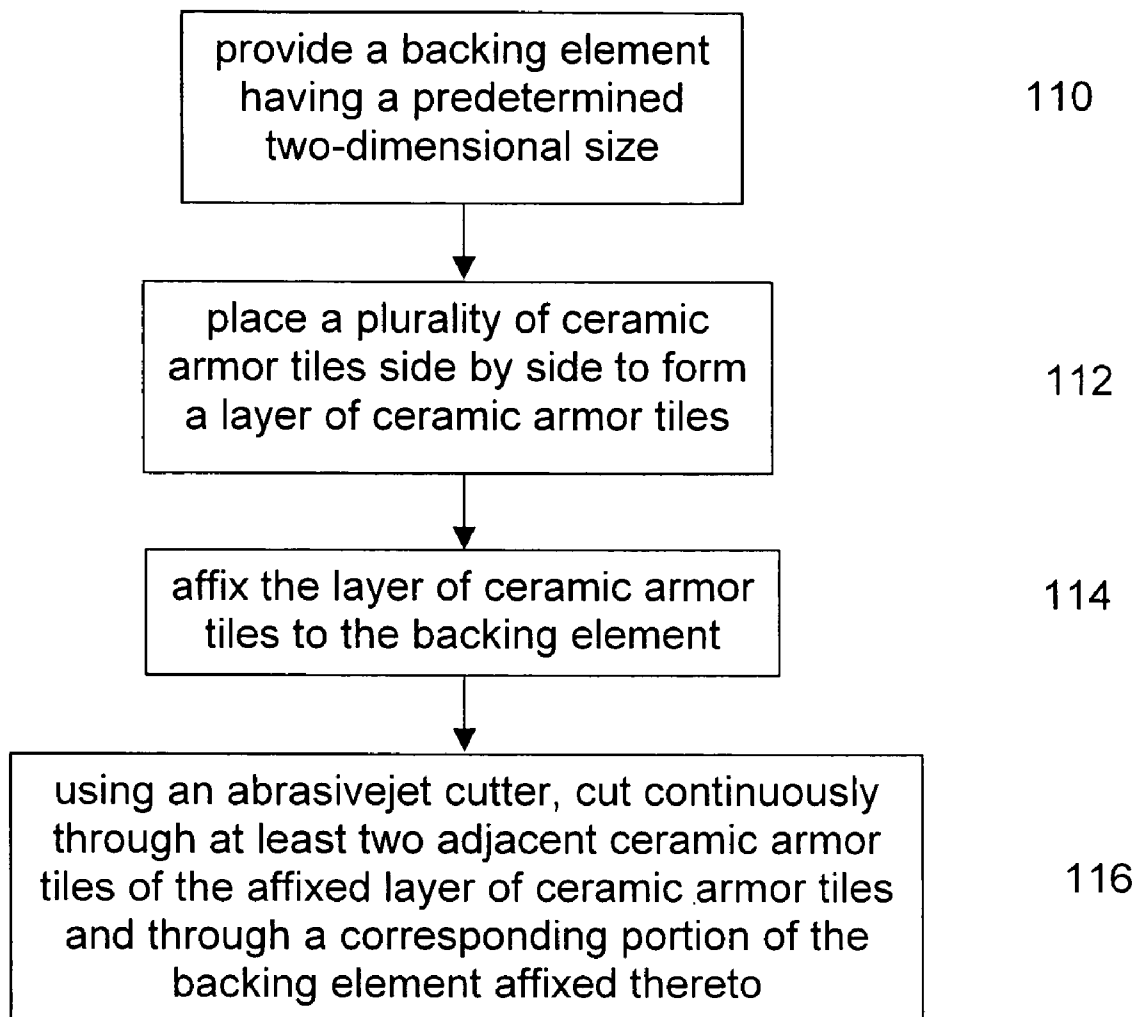 provide a backing element
having a predetermined
two-dimensional size
110
place a plurality of ceramic
armor tiles side by side to form
a layer of ceramic armor tiles
112
affix the layer of ceramic armor
tiles to the backing element
114
using an abrasivejet cutter, cut continuously
through at least two adjacent ceramic armor
tiles of the affixed layer of ceramic armor tiles
and through a corresponding portion of the
backing element affixed thereto
116